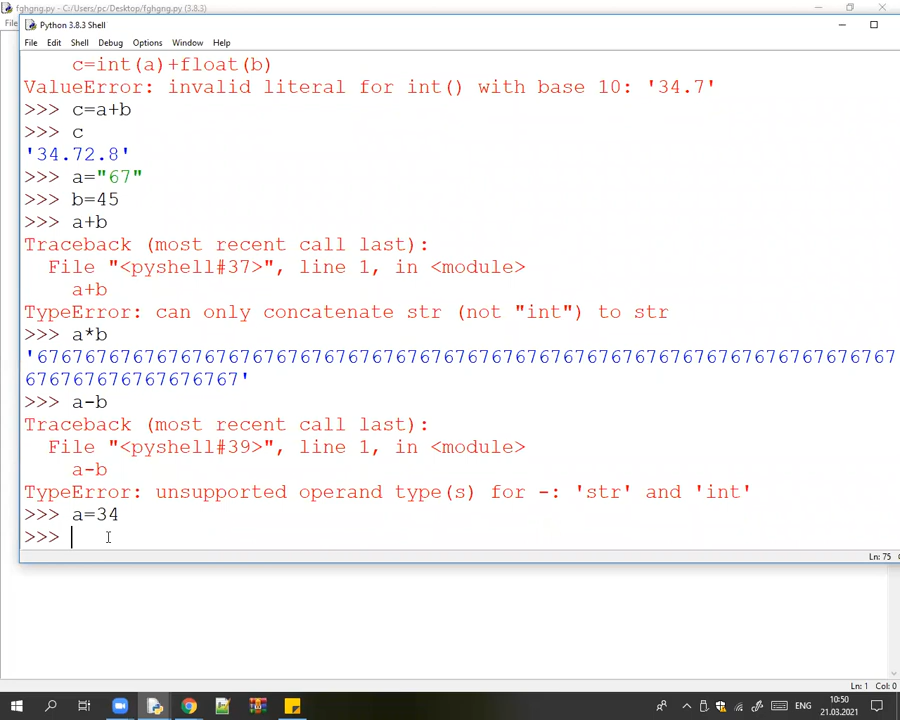 fghgng.py - C:/Users/pc/Desktop/fghgng.py (3.8.3)
Python 3.8.3 Shell
File Edit Shell Debug Options Window Help
c=int(a)+float(b)
ValueError: invalid literal for int() with base 10: '34.7'
>>> c=a+b
>>> c
'34.72.8'
>>> a="67"
>>> b=45
>>> a+b
Traceback (most recent call last):
File "<pyshell#37>", line 1, in <module>
a+b
TypeError: can only concatenate str (not "int") to str
>>> a*b
'676767676767676767676767676767676767676767676767676767676767676767676767
676767676767676767'
>>> a-b
Traceback (most recent call last):
File "<pyshell#39>", line 1, in <module>
a-b
TypeError: unsupported operand type(s) for -: 'str' and 'int'
>>> a=34
>>>
Ln: 75
Ln: 1 Col: 0
ENG
10:50
21.03.2021